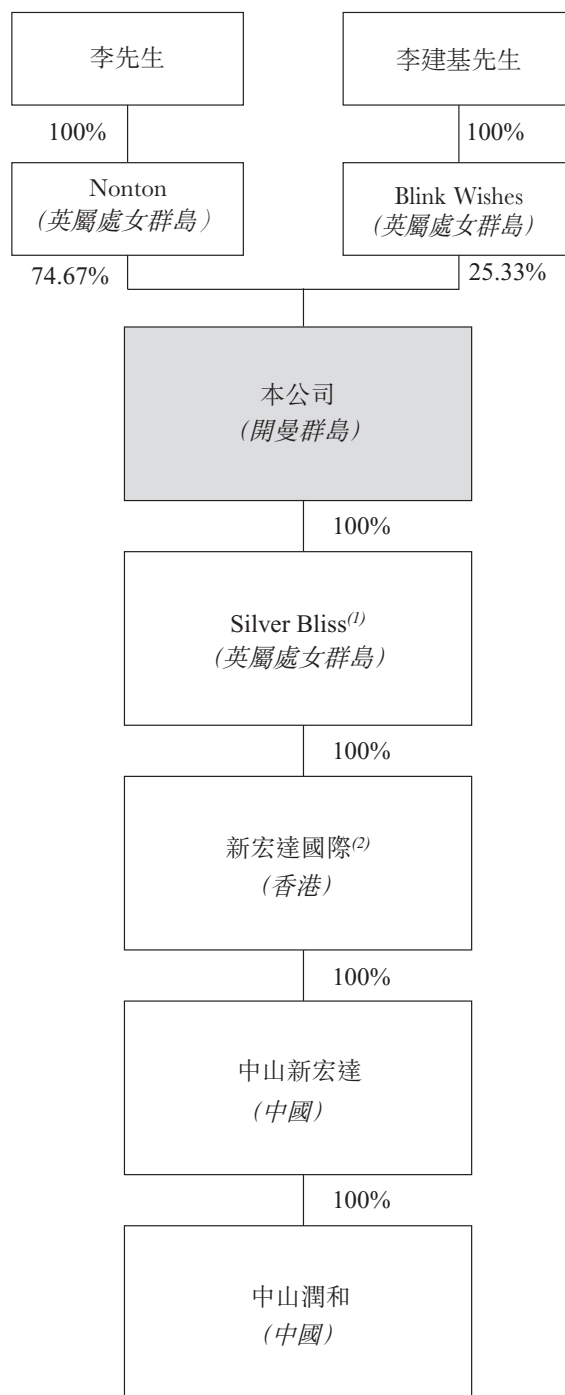 李先生
李建基先生
100%
100%
Nonton
(英屬處女群島)
Blink Wishes
(英屬處女群島)
74.67%
25.33%
本公司
(開曼群島)
100%
Silver Bliss(1)
(英屬處女群島)
100%
新宏達國際(2)
(香港)
100%
中山新宏達
(中國)
100%
中山潤和
(中國)